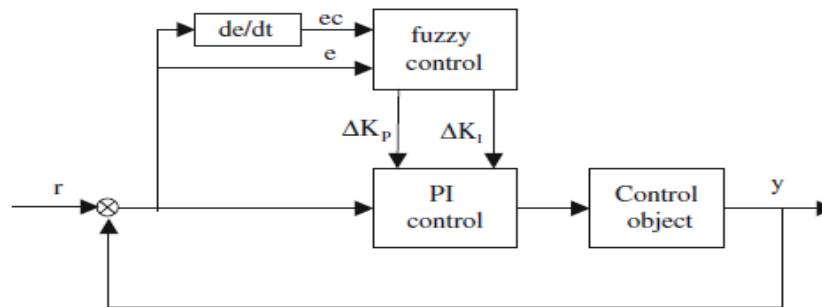 de/dt
ec
fuzzy
control
e
ΔK_P
ΔK_I
r
PI
control
Control
object
y